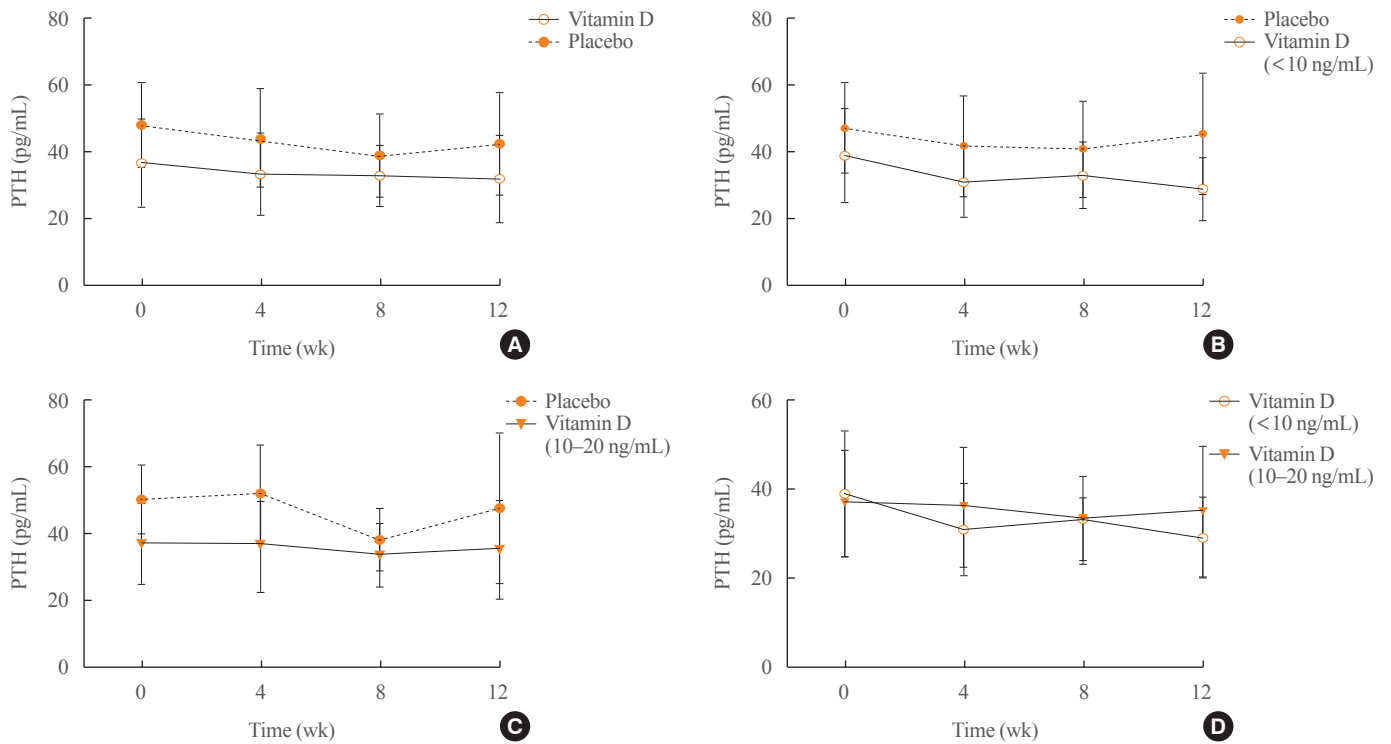 80
60
40
20
0
PTH (pg/mL)
0 4 8 12
Time (wk)
Vitamin D
Placebo
A
80
60
40
20
0
PTH (pg/mL)
0 4 8 12
Time (wk)
Placebo
Vitamin D
(<10 ng/mL)
B
80
60
40
20
0
PTH (pg/mL)
0 4 8 12
Time (wk)
Placebo
Vitamin D
(10–20 ng/mL)
C
60
40
20
0
PTH (pg/mL)
0 4 8 12
Time (wk)
Vitamin D
(<10 ng/mL)
Vitamin D
(10–20 ng/mL)
D